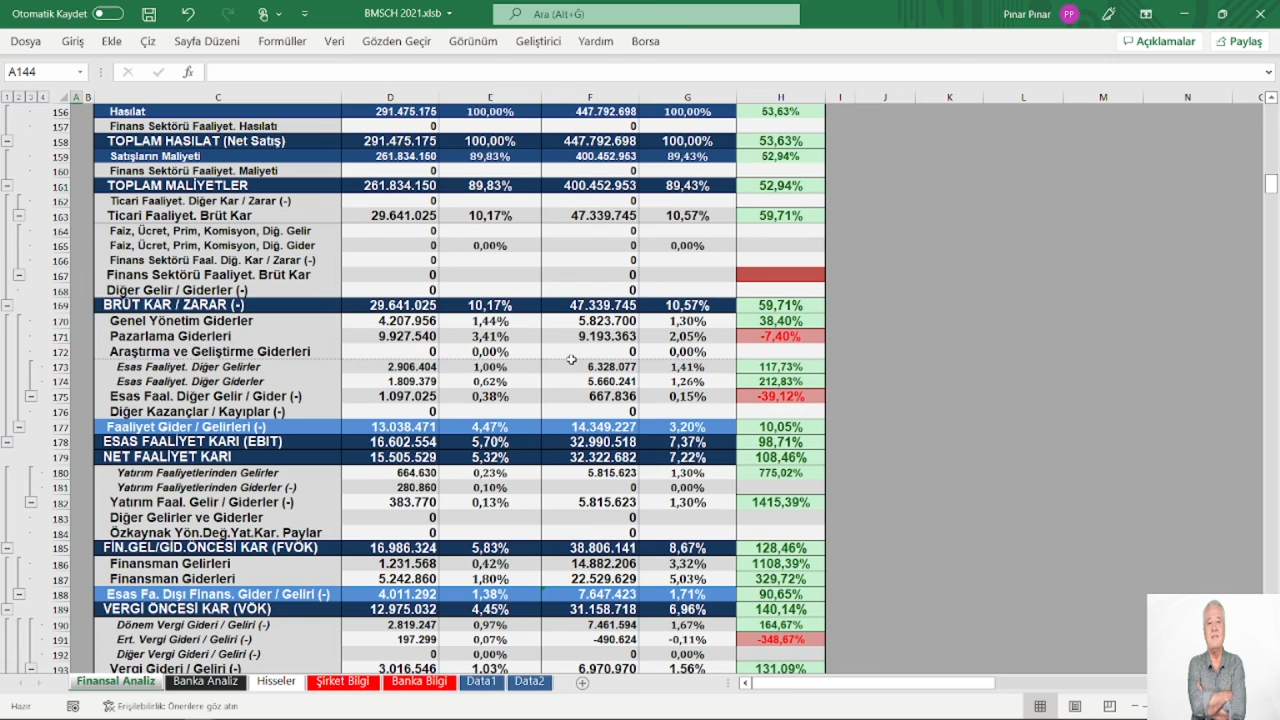 Otomatik Kaydet BMSCH 2021.xlsb Ara (Alt+Ğ) Pınar Pınar PP
Dosya Giriş Ekle Çiz Sayfa Düzeni Formüller Veri Gözden Geçir Görünüm Geliştirici Yardım Borsa Açıklamalar Paylaş
A144 fx
1 2 3 4 A B C D E F G H I J K L M N
156 Hasılat 291.475.175 100,00% 447.792.698 100,00% 53,63%
157 Finans Sektörü Faaliyet. Hasılatı 0 0
158 TOPLAM HASILAT (Net Satış) 291.475.175 100,00% 447.792.698 100,00% 53,63%
159 Satışların Maliyeti 261.834.150 89,83% 400.452.953 89,43% 52,94%
160 Finans Sektörü Faaliyet. Maliyeti 0 0
161 TOPLAM MALİYETLER 261.834.150 89,83% 400.452.953 89,43% 52,94%
162 Ticari Faaliyet. Diğer Kar / Zarar (-) 0 0
163 Ticari Faaliyet. Brüt Kar 29.641.025 10,17% 47.339.745 10,57% 59,71%
164 Faiz, Ücret, Prim, Komisyon, Diğ. Gelir 0 0
165 Faiz, Ücret, Prim, Komisyon, Diğ. Gider 0 0,00% 0 0,00%
166 Finans Sektörü Faal. Diğ. Kar / Zarar (-) 0 0
167 Finans Sektörü Faaliyet. Brüt Kar 0 0
168 Diğer Gelir / Giderler (-) 0 0
169 BRÜT KAR / ZARAR (-) 29.641.025 10,17% 47.339.745 10,57% 59,71%
170 Genel Yönetim Giderler 4.207.956 1,44% 5.823.700 1,30% 38,40%
171 Pazarlama Giderleri 9.927.540 3,41% 9.193.363 2,05% -7,40%
172 Araştırma ve Geliştirme Giderleri 0 0,00% 0 0,00%
173 Esas Faaliyet. Diğer Gelirler 2.906.404 1,00% 6.328.077 1,41% 117,73%
174 Esas Faaliyet. Diğer Giderler 1.809.379 0,62% 5.660.241 1,26% 212,83%
175 Esas Faal. Diğer Gelir / Gider (-) 1.097.025 0,38% 667.836 0,15% -39,12%
176 Diğer Kazançlar / Kayıplar (-) 0 0
177 Faaliyet Gider / Gelirleri (-) 13.038.471 4,47% 14.349.227 3,20% 10,05%
178 ESAS FAALİYET KARI (EBIT) 16.602.554 5,70% 32.990.518 7,37% 98,71%
179 NET FAALİYET KARI 15.505.529 5,32% 32.322.682 7,22% 108,46%
180 Yatırım Faaliyetlerinden Gelirler 664.630 0,23% 5.815.623 1,30% 775,02%
181 Yatırım Faaliyetlerinden Giderler (-) 280.860 0,10% 0 0,00%
182 Yatırım Faal. Gelir / Giderler (-) 383.770 0,13% 5.815.623 1,30% 1415,39%
183 Diğer Gelirler ve Giderler 0 0
184 Özkaynak Yön.Değ.Yat.Kar. Paylar 0 0
185 FİN.GEL/GİD.ÖNCESİ KAR (FVÖK) 16.986.324 5,83% 38.806.141 8,67% 128,46%
186 Finansman Gelirleri 1.231.568 0,42% 14.882.206 3,32% 1108,39%
187 Finansman Giderleri 5.242.860 1,80% 22.529.629 5,03% 329,72%
188 Esas Fa. Dışı Finans. Gider / Geliri (-) 4.011.292 1,38% 7.647.423 1,71% 90,65%
189 VERGİ ÖNCESİ KAR (VÖK) 12.975.032 4,45% 31.158.718 6,96% 140,14%
190 Dönem Vergi Gideri / Geliri (-) 2.819.247 0,97% 7.461.594 1,67% 164,67%
191 Ert. Vergi Gideri / Geliri (-) 197.299 0,07% -490.624 -0,11% -348,67%
192 Diğer Vergi Gideri / Geliri (-) 0 0,00% 0 0,00%
193 Vergi Gideri / Geliri (-) 3.016.546 1,03% 6.970.970 1,56% 131,09%
Finansal Analiz Banka Analiz Hisseler Şirket Bilgi Banka Bilgi Data1 Data2
Hazır Erişilebilirlik: Önerilere göz atın